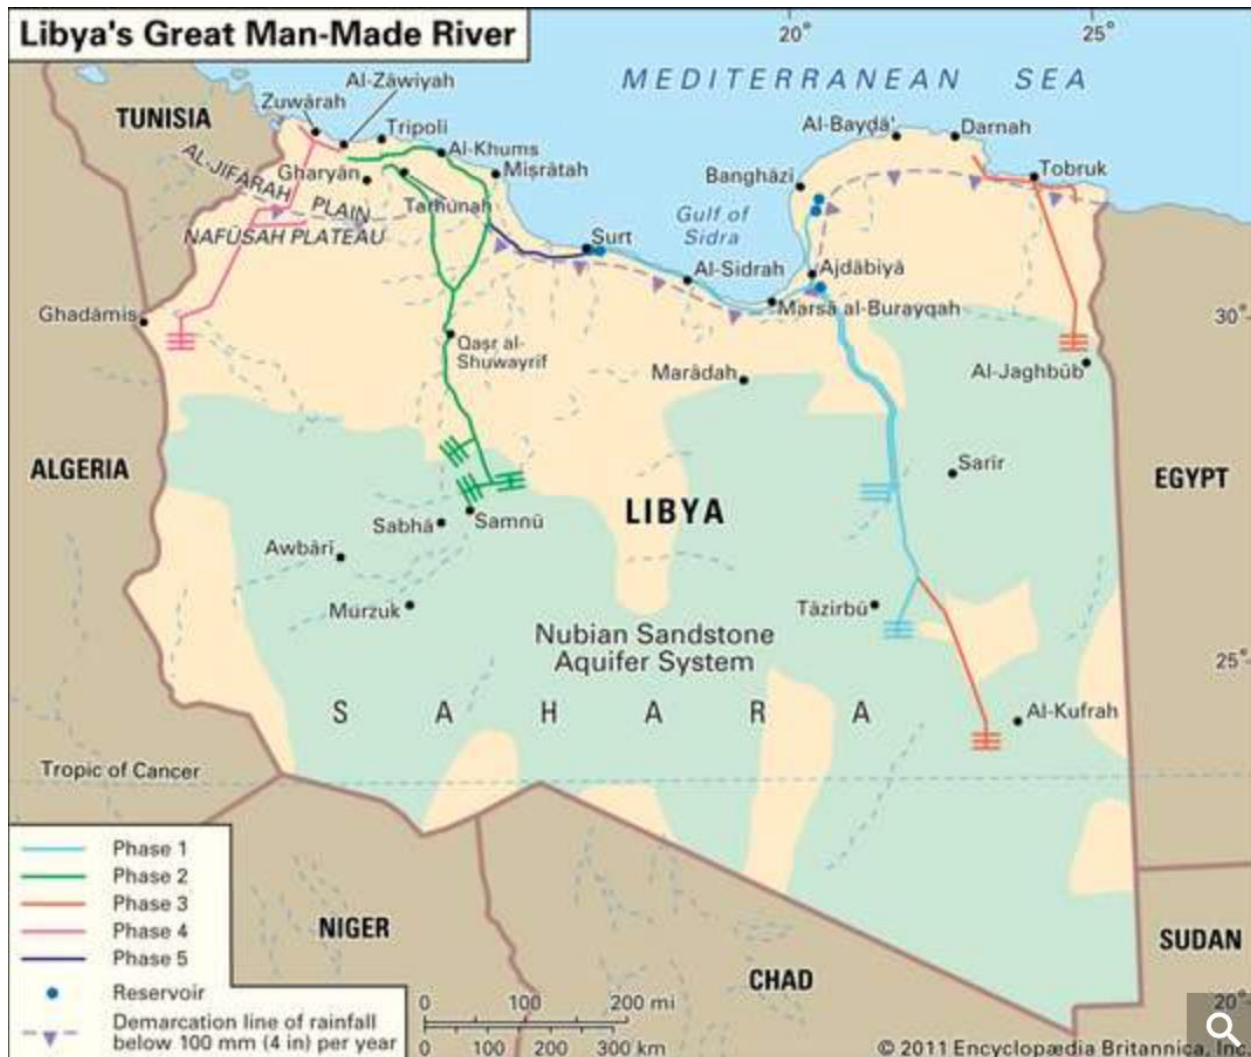 Libya's Great Man-Made River
20°
25°
MEDITERRANEAN SEA
Al-Zāwiyah
Zuwārah
TUNISIA
Tripoli
Al-Khums
Al-Bayḍā'
Darnah
AL-JIFĀRAH
PLAIN
Gharyān
Miṣrātah
Banghāzi
Tobruk
Tarhūnah
NAFŪSAH PLATEAU
Gulf of
Sidra
Surt
Al-Sidrah
Ajdābiyā
Ghadāmis
Marsā al-Burayqah
30°
Qaṣr al-
Shuwayrif
Marādah
Al-Jaghbūb
ALGERIA
Sarīr
EGYPT
LIBYA
Sabhā
Samnū
Awbārī
Murzuk
Tāzirbū
Nubian Sandstone
Aquifer System
25°
SAHARA
Al-Kufrah
Tropic of Cancer
Phase 1
Phase 2
Phase 3
Phase 4
Phase 5
Reservoir
Demarcation line of rainfall
below 100 mm (4 in) per year
NIGER
CHAD
SUDAN
0 100 200 mi
0 100 200 300 km
20°
© 2011 Encyclopædia Britannica, Inc.